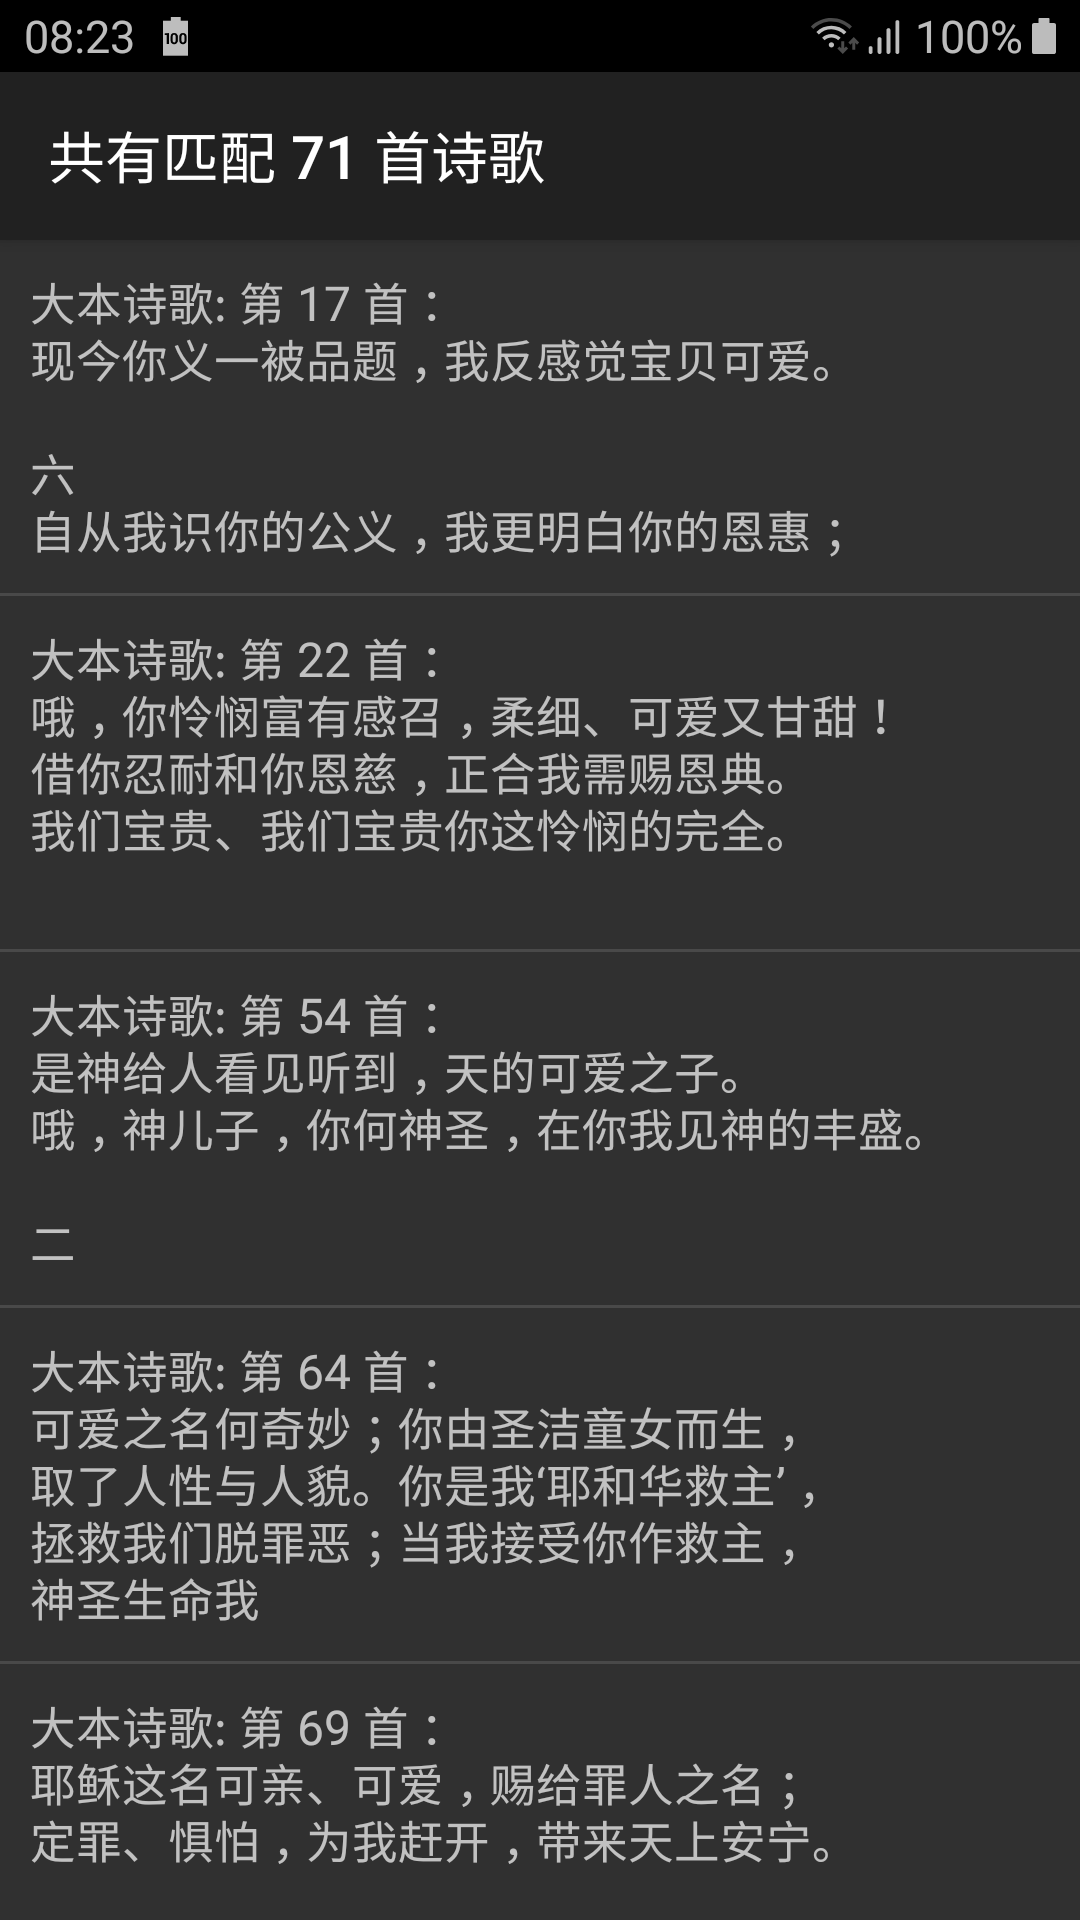 08:23 100 100%
共有匹配 71 首诗歌
大本诗歌: 第 17 首：
现今你义一被品题，我反感觉宝贝可爱。
六
自从我识你的公义，我更明白你的恩惠；
大本诗歌: 第 22 首：
哦，你怜悯富有感召，柔细、可爱又甘甜！
借你忍耐和你恩慈，正合我需赐恩典。
我们宝贵、我们宝贵你这怜悯的完全。
大本诗歌: 第 54 首：
是神给人看见听到，天的可爱之子。
哦，神儿子，你何神圣，在你我见神的丰盛。
二
大本诗歌: 第 64 首：
可爱之名何奇妙；你由圣洁童女而生，
取了人性与人貌。你是我‘耶和华救主’，
拯救我们脱罪恶；当我接受你作救主，
神圣生命我
大本诗歌: 第 69 首：
耶稣这名可亲、可爱，赐给罪人之名；
定罪、惧怕，为我赶开，带来天上安宁。